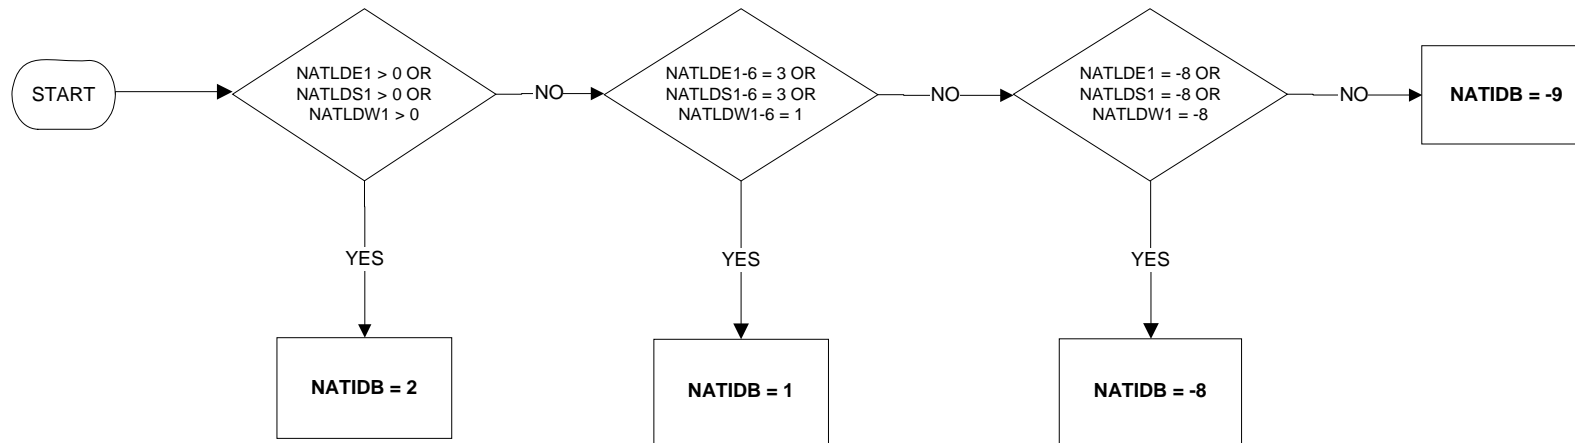 START
NATLDE1 > 0 OR
NATLDS1 > 0 OR
NATLDW1 > 0
NO
NATLDE1-6 = 3 OR
NATLDS1-6 = 3 OR
NATLDW1-6 = 1
NO
NATLDE1 = -8 OR
NATLDS1 = -8 OR
NATLDW1 = -8
NO
NATIDB = -9
YES
YES
YES
NATIDB = 2
NATIDB = 1
NATIDB = -8